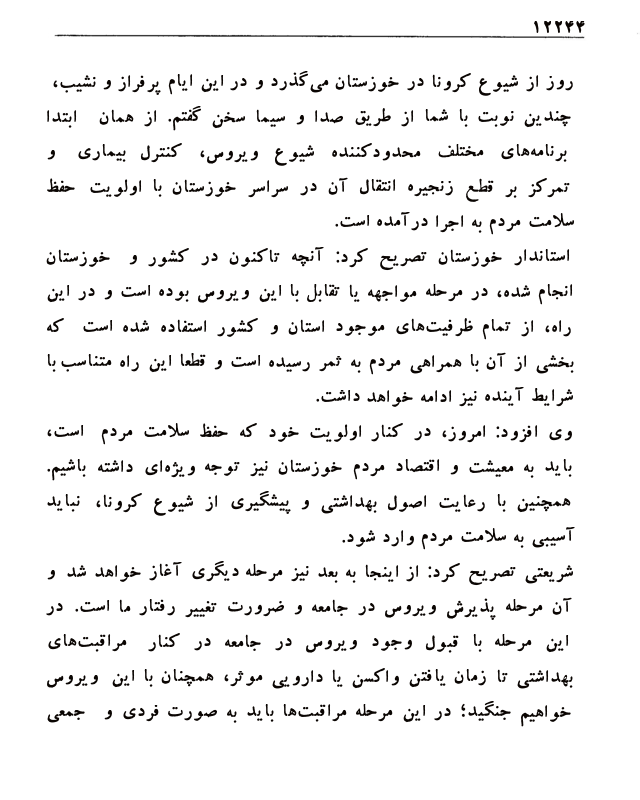 ۱۲۲۴۴
روز از شیوع کرونا در خوزستان می‌گذرد و در این ایام پرفراز و نشیب،
چندین نوبت با شما از طریق صدا و سیما سخن گفتم. از همان ابتدا
برنامه‌های مختلف محدودکننده شیوع ویروس، کنترل بیماری و
تمرکز بر قطع زنجیره انتقال آن در سراسر خوزستان با اولویت حفظ
سلامت مردم به اجرا درآمده است.
استاندار خوزستان تصریح کرد: آنچه تاکنون در کشور و خوزستان
انجام شده، در مرحله مواجهه یا تقابل با این ویروس بوده است و در این
راه، از تمام ظرفیت‌های موجود استان و کشور استفاده شده است که
بخشی از آن با همراهی مردم به ثمر رسیده است و قطعا این راه متناسب با
شرایط آینده نیز ادامه خواهد داشت.
وی افزود: امروز، در کنار اولویت خود که حفظ سلامت مردم است،
باید به معیشت و اقتصاد مردم خوزستان نیز توجه ویژه‌ای داشته باشیم.
همچنین با رعایت اصول بهداشتی و پیشگیری از شیوع کرونا، نباید
آسیبی به سلامت مردم وارد شود.
شریعتی تصریح کرد: از اینجا به بعد نیز مرحله دیگری آغاز خواهد شد و
آن مرحله پذیرش ویروس در جامعه و ضرورت تغییر رفتار ما است. در
این مرحله با قبول وجود ویروس در جامعه در کنار مراقبت‌های
بهداشتی تا زمان یافتن واکسن یا دارویی موثر، همچنان با این ویروس
خواهیم جنگید؛ در این مرحله مراقبت‌ها باید به صورت فردی و جمعی